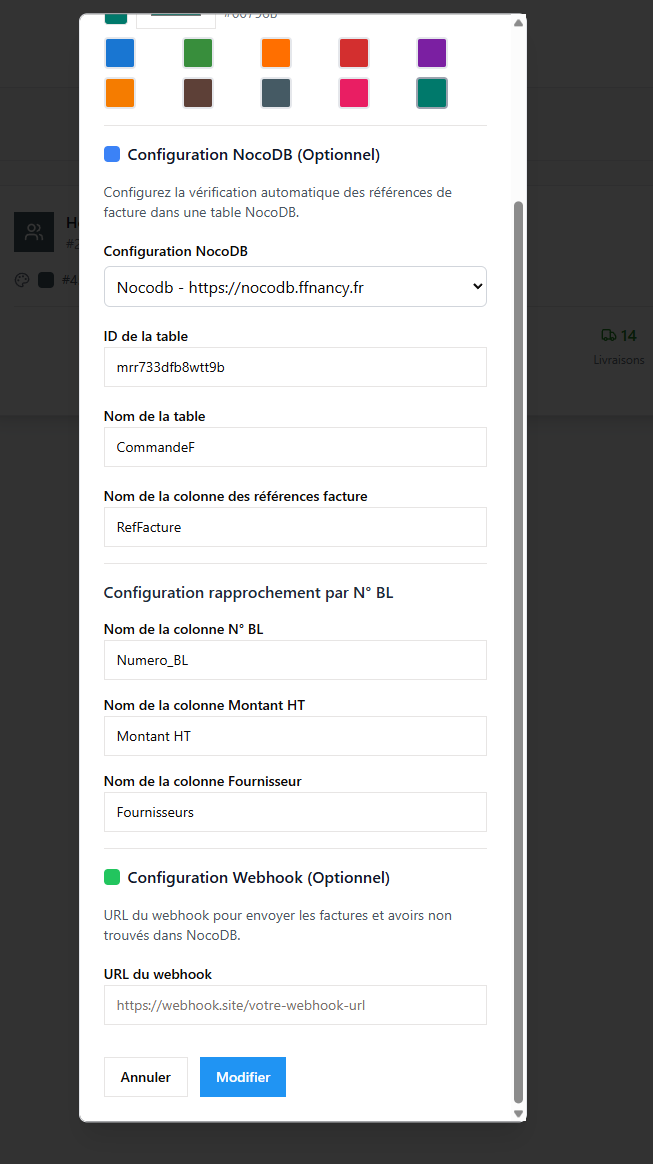 Configuration NocoDB (Optionnel)
Configurez la vérification automatique des références de
facture dans une table NocoDB.
Configuration NocoDB
Nocodb - https://nocodb.ffnancy.fr
ID de la table
mrr733dfb8wtt9b
Nom de la table
CommandeF
Nom de la colonne des références facture
RefFacture
14
Livraisons
Configuration rapprochement par N° BL
Nom de la colonne N° BL
Numero_BL
Nom de la colonne Montant HT
Montant HT
Nom de la colonne Fournisseur
Fournisseurs
Configuration Webhook (Optionnel)
URL du webhook pour envoyer les factures et avoirs non
trouvés dans NocoDB.
URL du webhook
https://webhook.site/votre-webhook-url
Annuler
Modifier